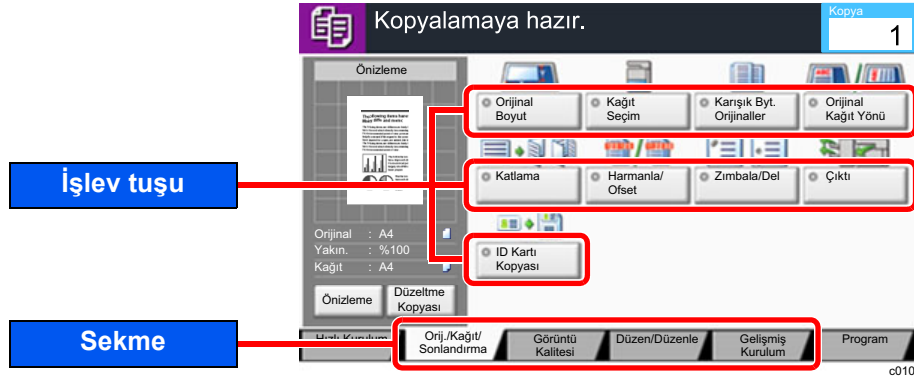 Kopyalamaya hazır.
Kopya
1
Önizleme
Orijinal
Boyut
Kağıt
Seçim
Karışık Byt.
Orijinaller
Orijinal
Kağıt Yönü
İşlev tuşu
Katlama
Harmanla/
Ofset
Zımbala/Del
Çıktı
Orijinal : A4
Yakın. : %100
Kağıt : A4
ID Kartı
Kopyası
Önizleme
Düzeltme
Kopyası
Sekme
Hızlı Kurulum
Orij./Kağıt/
Sonlandırma
Görüntü
Kalitesi
Düzen/Düzenle
Gelişmiş
Kurulum
Program
c010